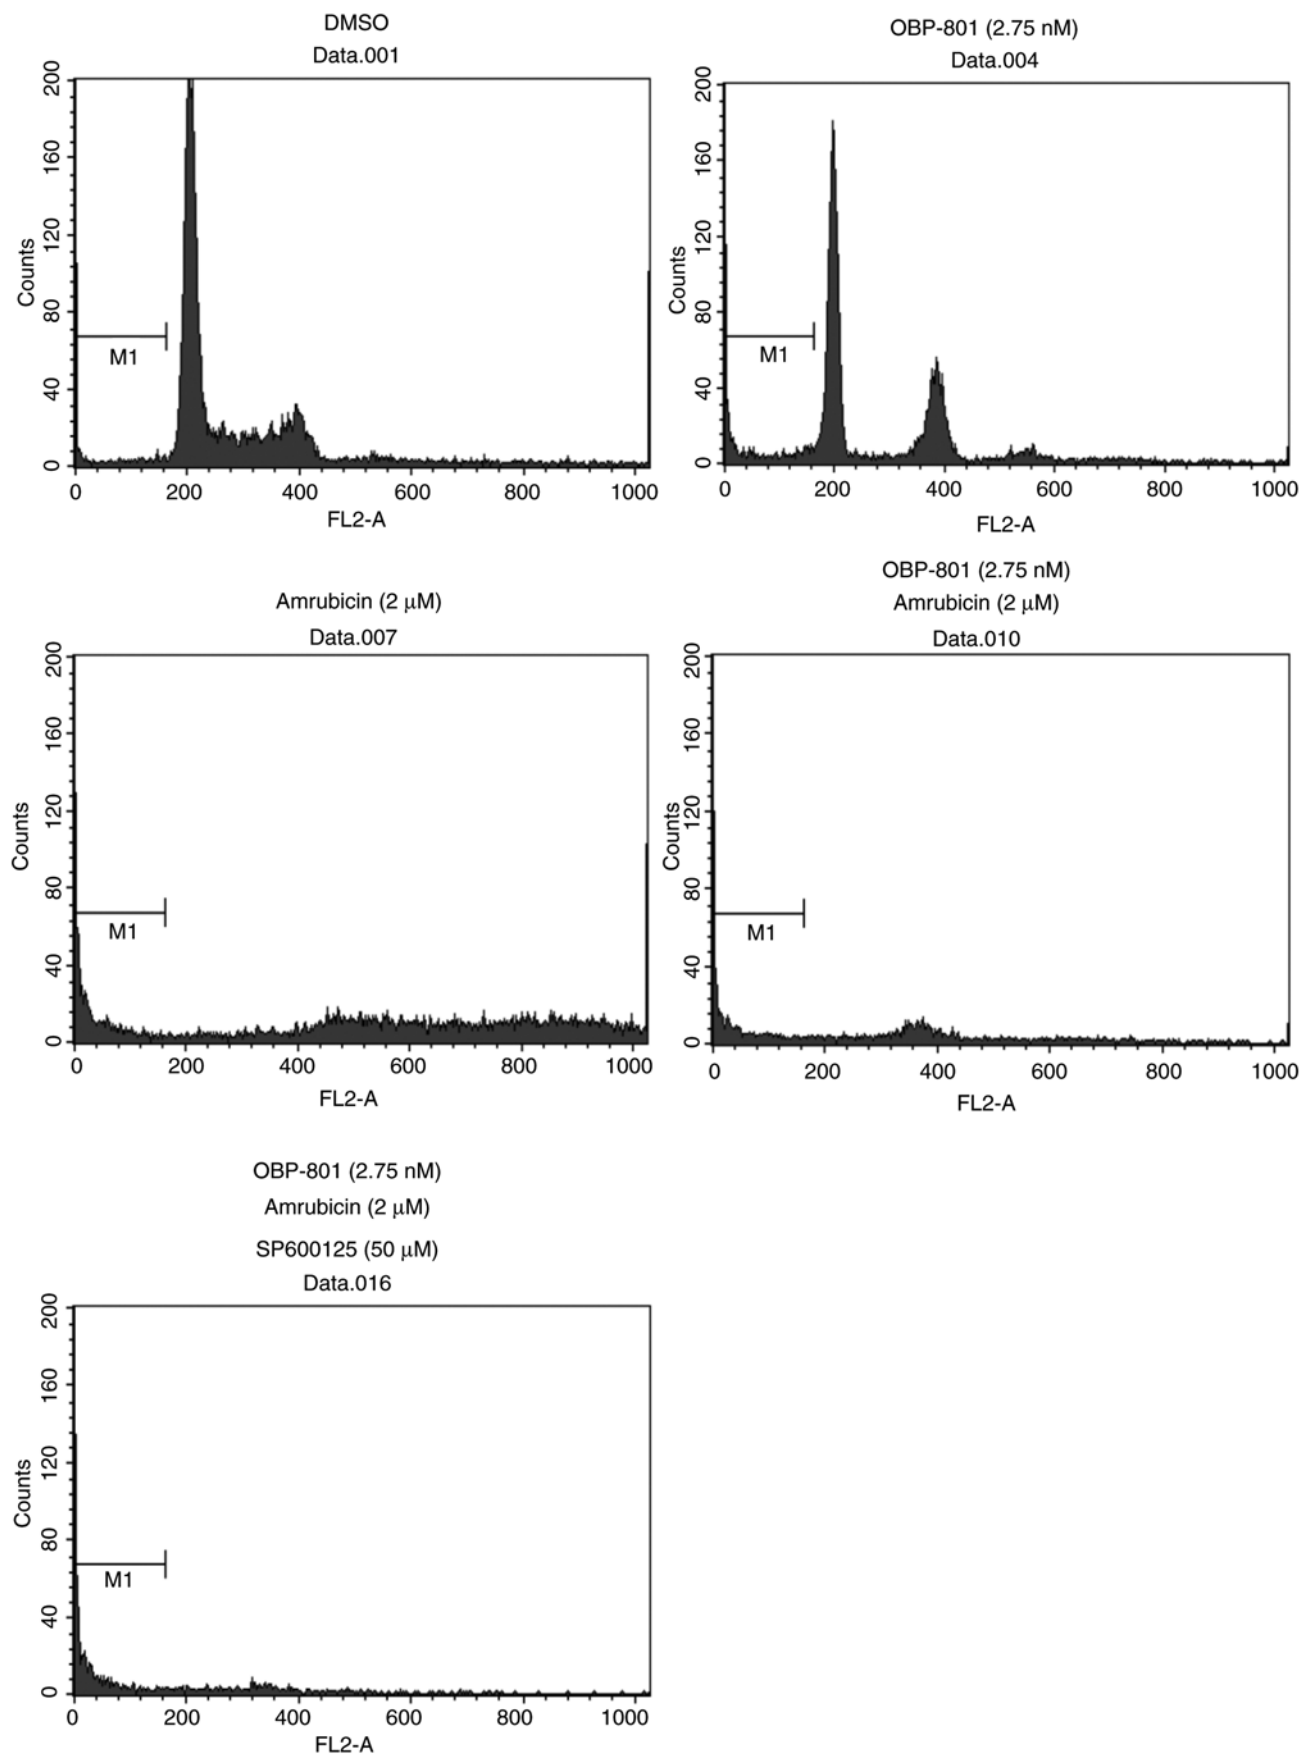 DMSO
Data.001
200
160
120
80
40
0
Counts
M1
0 200 400 600 800 1000
FL2-A
OBP-801 (2.75 nM)
Data.004
200
160
120
80
40
0
Counts
M1
0 200 400 600 800 1000
FL2-A
Amrubicin (2 μM)
Data.007
200
160
120
80
40
0
Counts
M1
0 200 400 600 800 1000
FL2-A
OBP-801 (2.75 nM)
Amrubicin (2 μM)
Data.010
200
160
120
80
40
0
Counts
M1
0 200 400 600 800 1000
FL2-A
OBP-801 (2.75 nM)
Amrubicin (2 μM)
SP600125 (50 μM)
Data.016
200
160
120
80
40
0
Counts
M1
0 200 400 600 800 1000
FL2-A